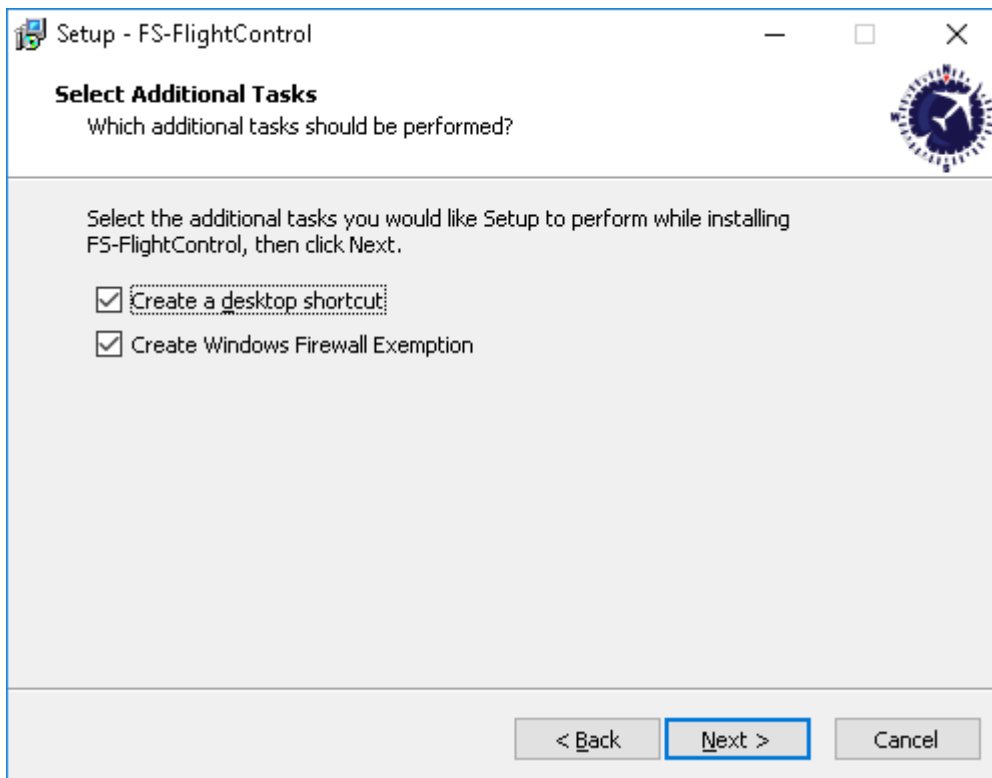 Setup - FS-FlightControl
Select Additional Tasks
Which additional tasks should be performed?
N
W
S
Select the additional tasks you would like Setup to perform while installing
FS-FlightControl, then click Next.
Create a desktop shortcut
Create Windows Firewall Exemption
< Back
Next >
Cancel